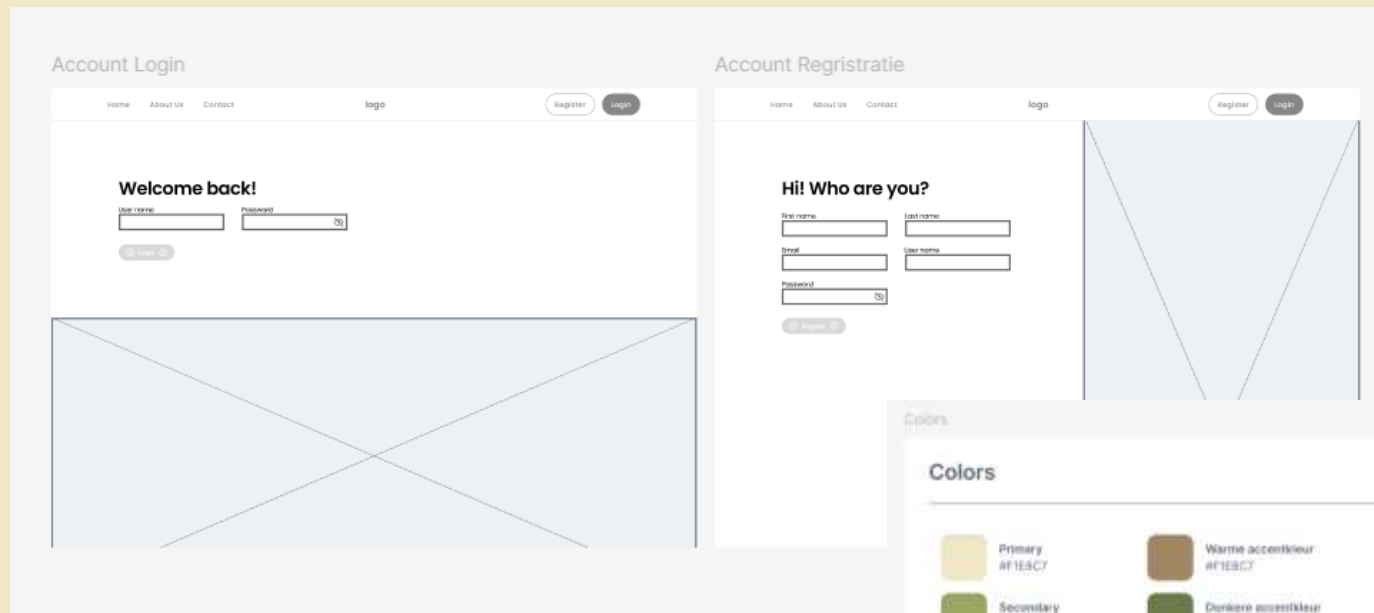 Account Login
Home About Us Contact logo Register Login
Welcome back!
User name Password
Login
Account Regristratie
Home About Us Contact logo Register Login
Hi! Who are you?
First name Last name
Email User name
Password
Register
Colors
Colors
Primary
#F1E8C7
Warme accentkleur
#F1E8C7
Secondary
Donkere accentkleur